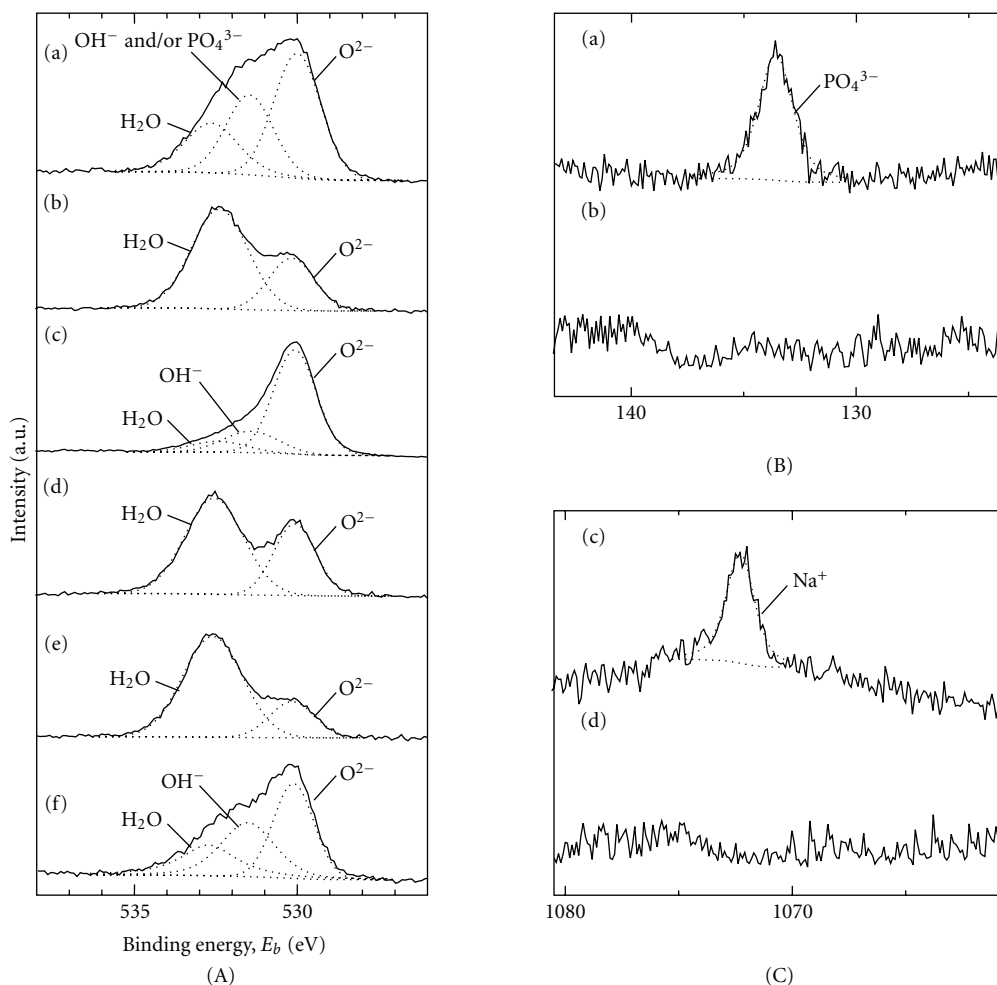 (a)
OH⁻ and/or PO₄³⁻
O²⁻
H₂O
(b)
H₂O
O²⁻
(c)
O²⁻
OH⁻
H₂O
(d)
H₂O
O²⁻
(e)
H₂O
O²⁻
(f)
OH⁻
O²⁻
H₂O
535
530
Intensity (a.u.)
Binding energy, E_b (eV)
(A)
(a)
PO₄³⁻
(b)
140
130
(B)
(c)
Na⁺
(d)
1080
1070
(C)